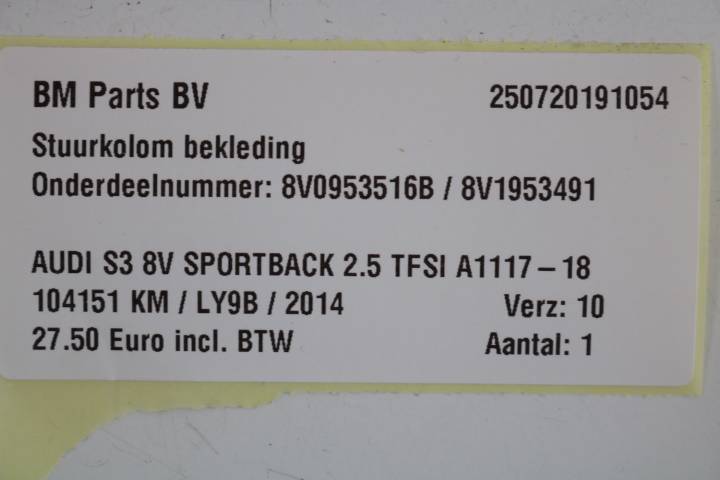 BM Parts BV 250720191054
Stuurkolom bekleding
Onderdeelnummer: 8V0953516B / 8V1953491
AUDI S3 8V SPORTBACK 2.5 TFSI A1117-18
104151 KM / LY9B / 2014 Verz: 10
27.50 Euro incl. BTW Aantal: 1